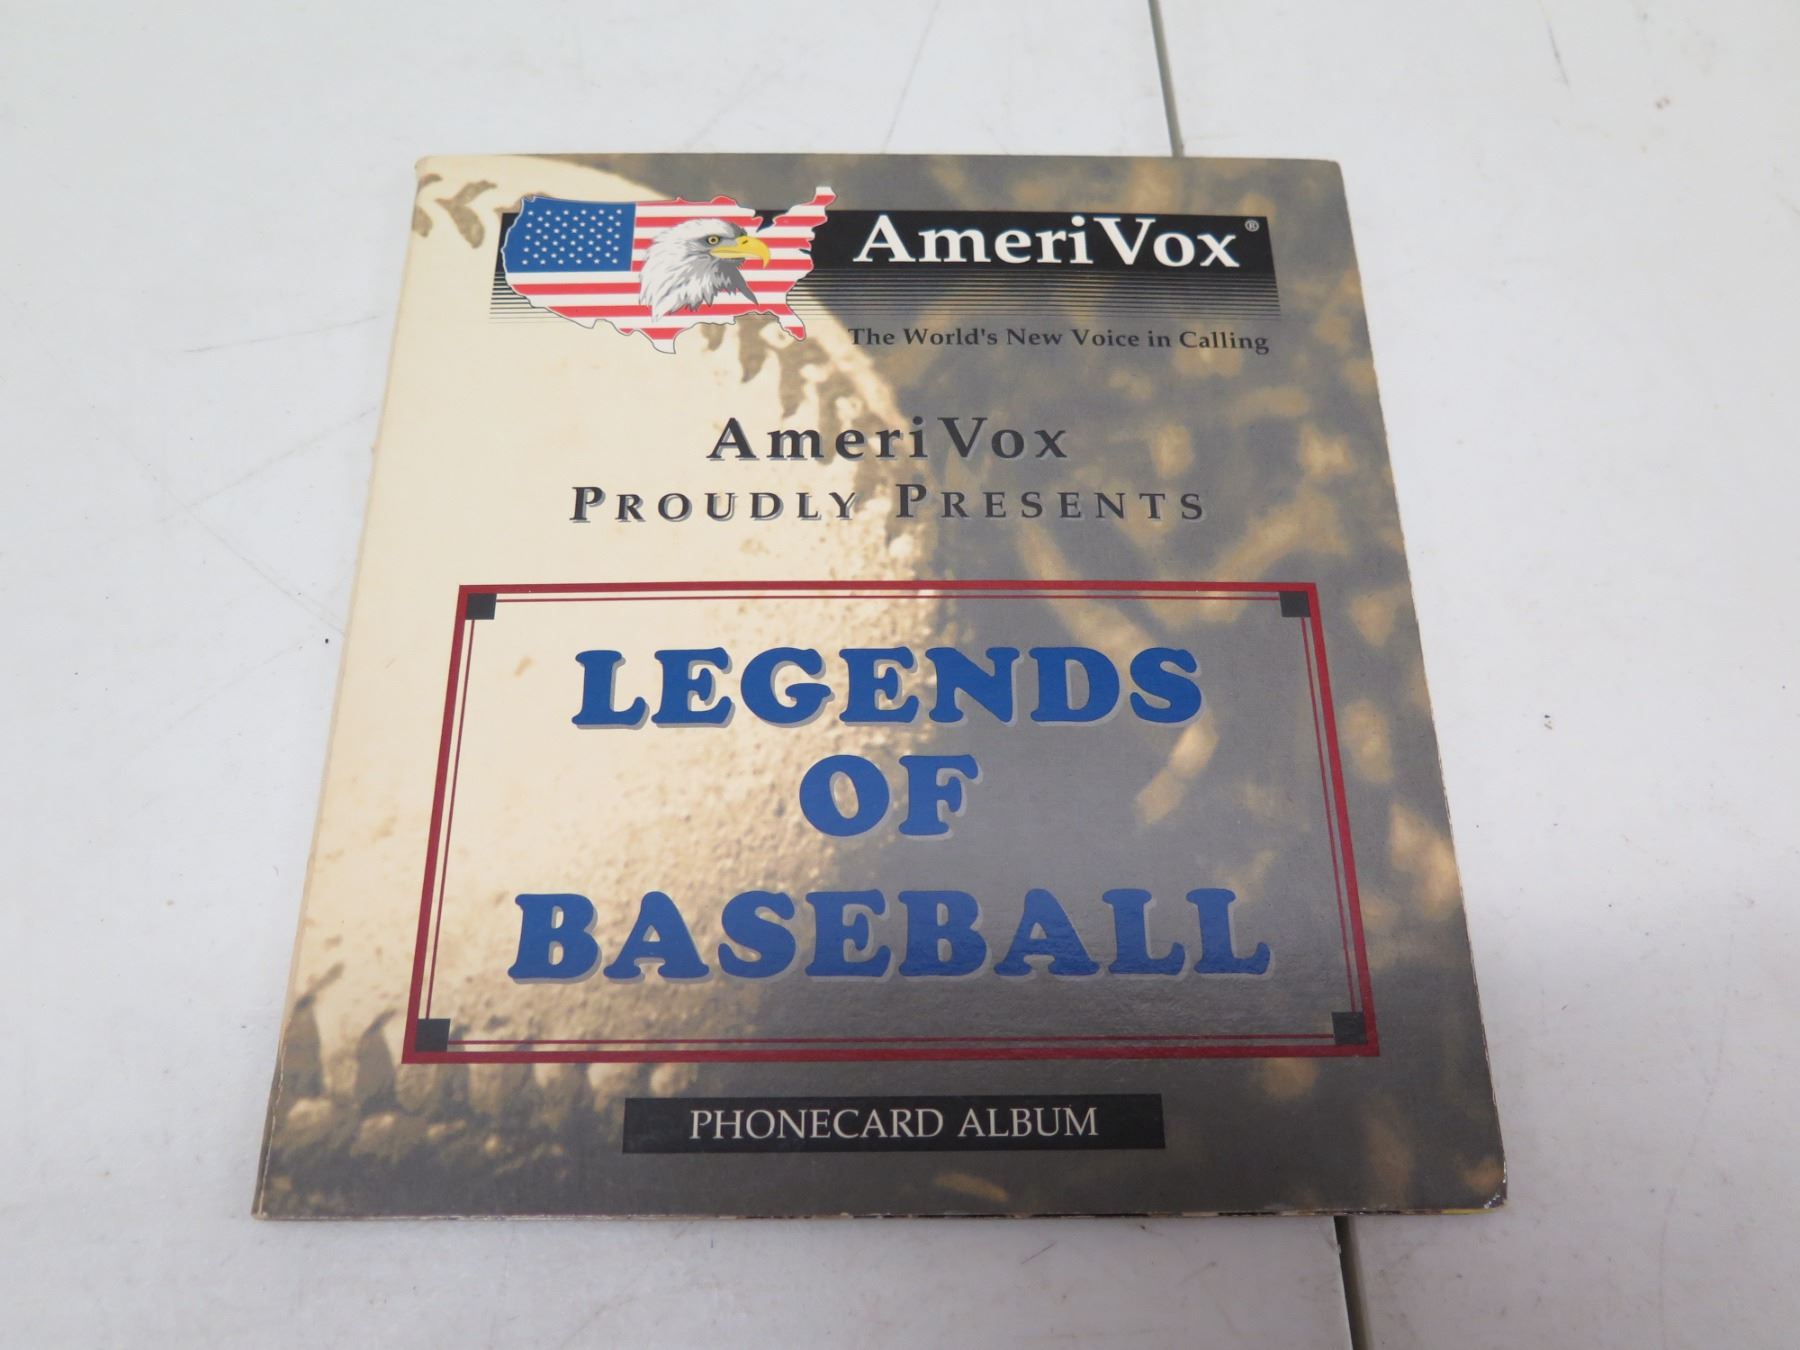 AmeriVox®
The World's New Voice in Calling
AmeriVox
PROUDLY PRESENTS
LEGENDS
OF
BASEBALL
PHONECARD ALBUM